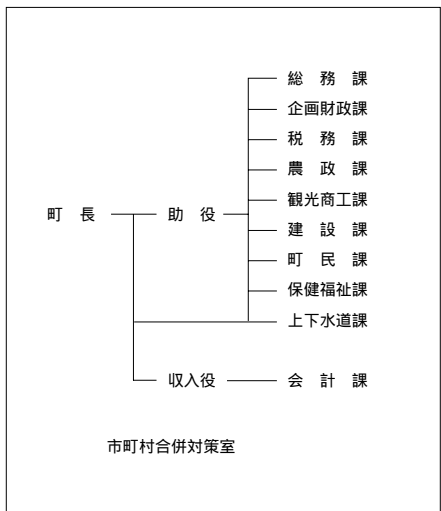 総務課
企画財政課
税務課
農政課
観光商工課
町長 助役 建設課
町民課
保健福祉課
上下水道課
収入役 会計課
市町村合併対策室